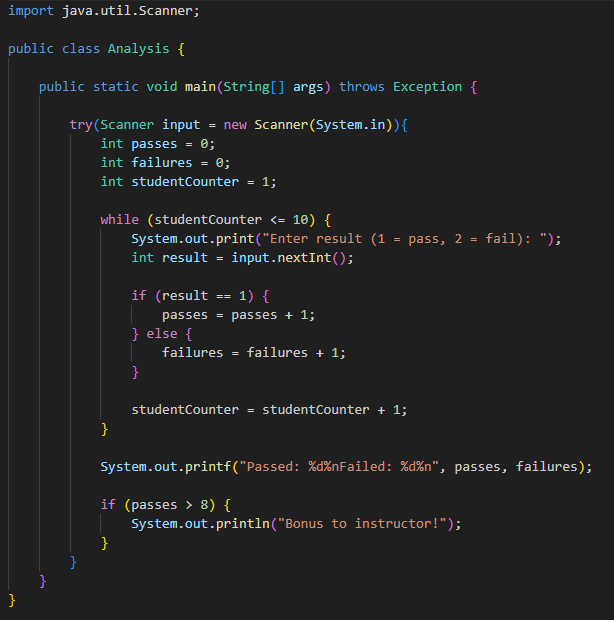 import java.util.Scanner;
public class Analysis {
public static void main(String[] args) throws Exception {
try(Scanner input = new Scanner(System.in)){
int passes = 0;
int failures = 0;
int studentCounter = 1;
while (studentCounter <= 10) {
System.out.print("Enter result (1 = pass, 2 = fail): ");
int result = input.nextInt();
if (result == 1) {
passes = passes + 1;
} else {
failures = failures + 1;
}
studentCounter = studentCounter + 1;
}
System.out.printf("Passed: %d%nFailed: %d%n", passes, failures);
if (passes > 8) {
System.out.println("Bonus to instructor!");
}
}
}
}